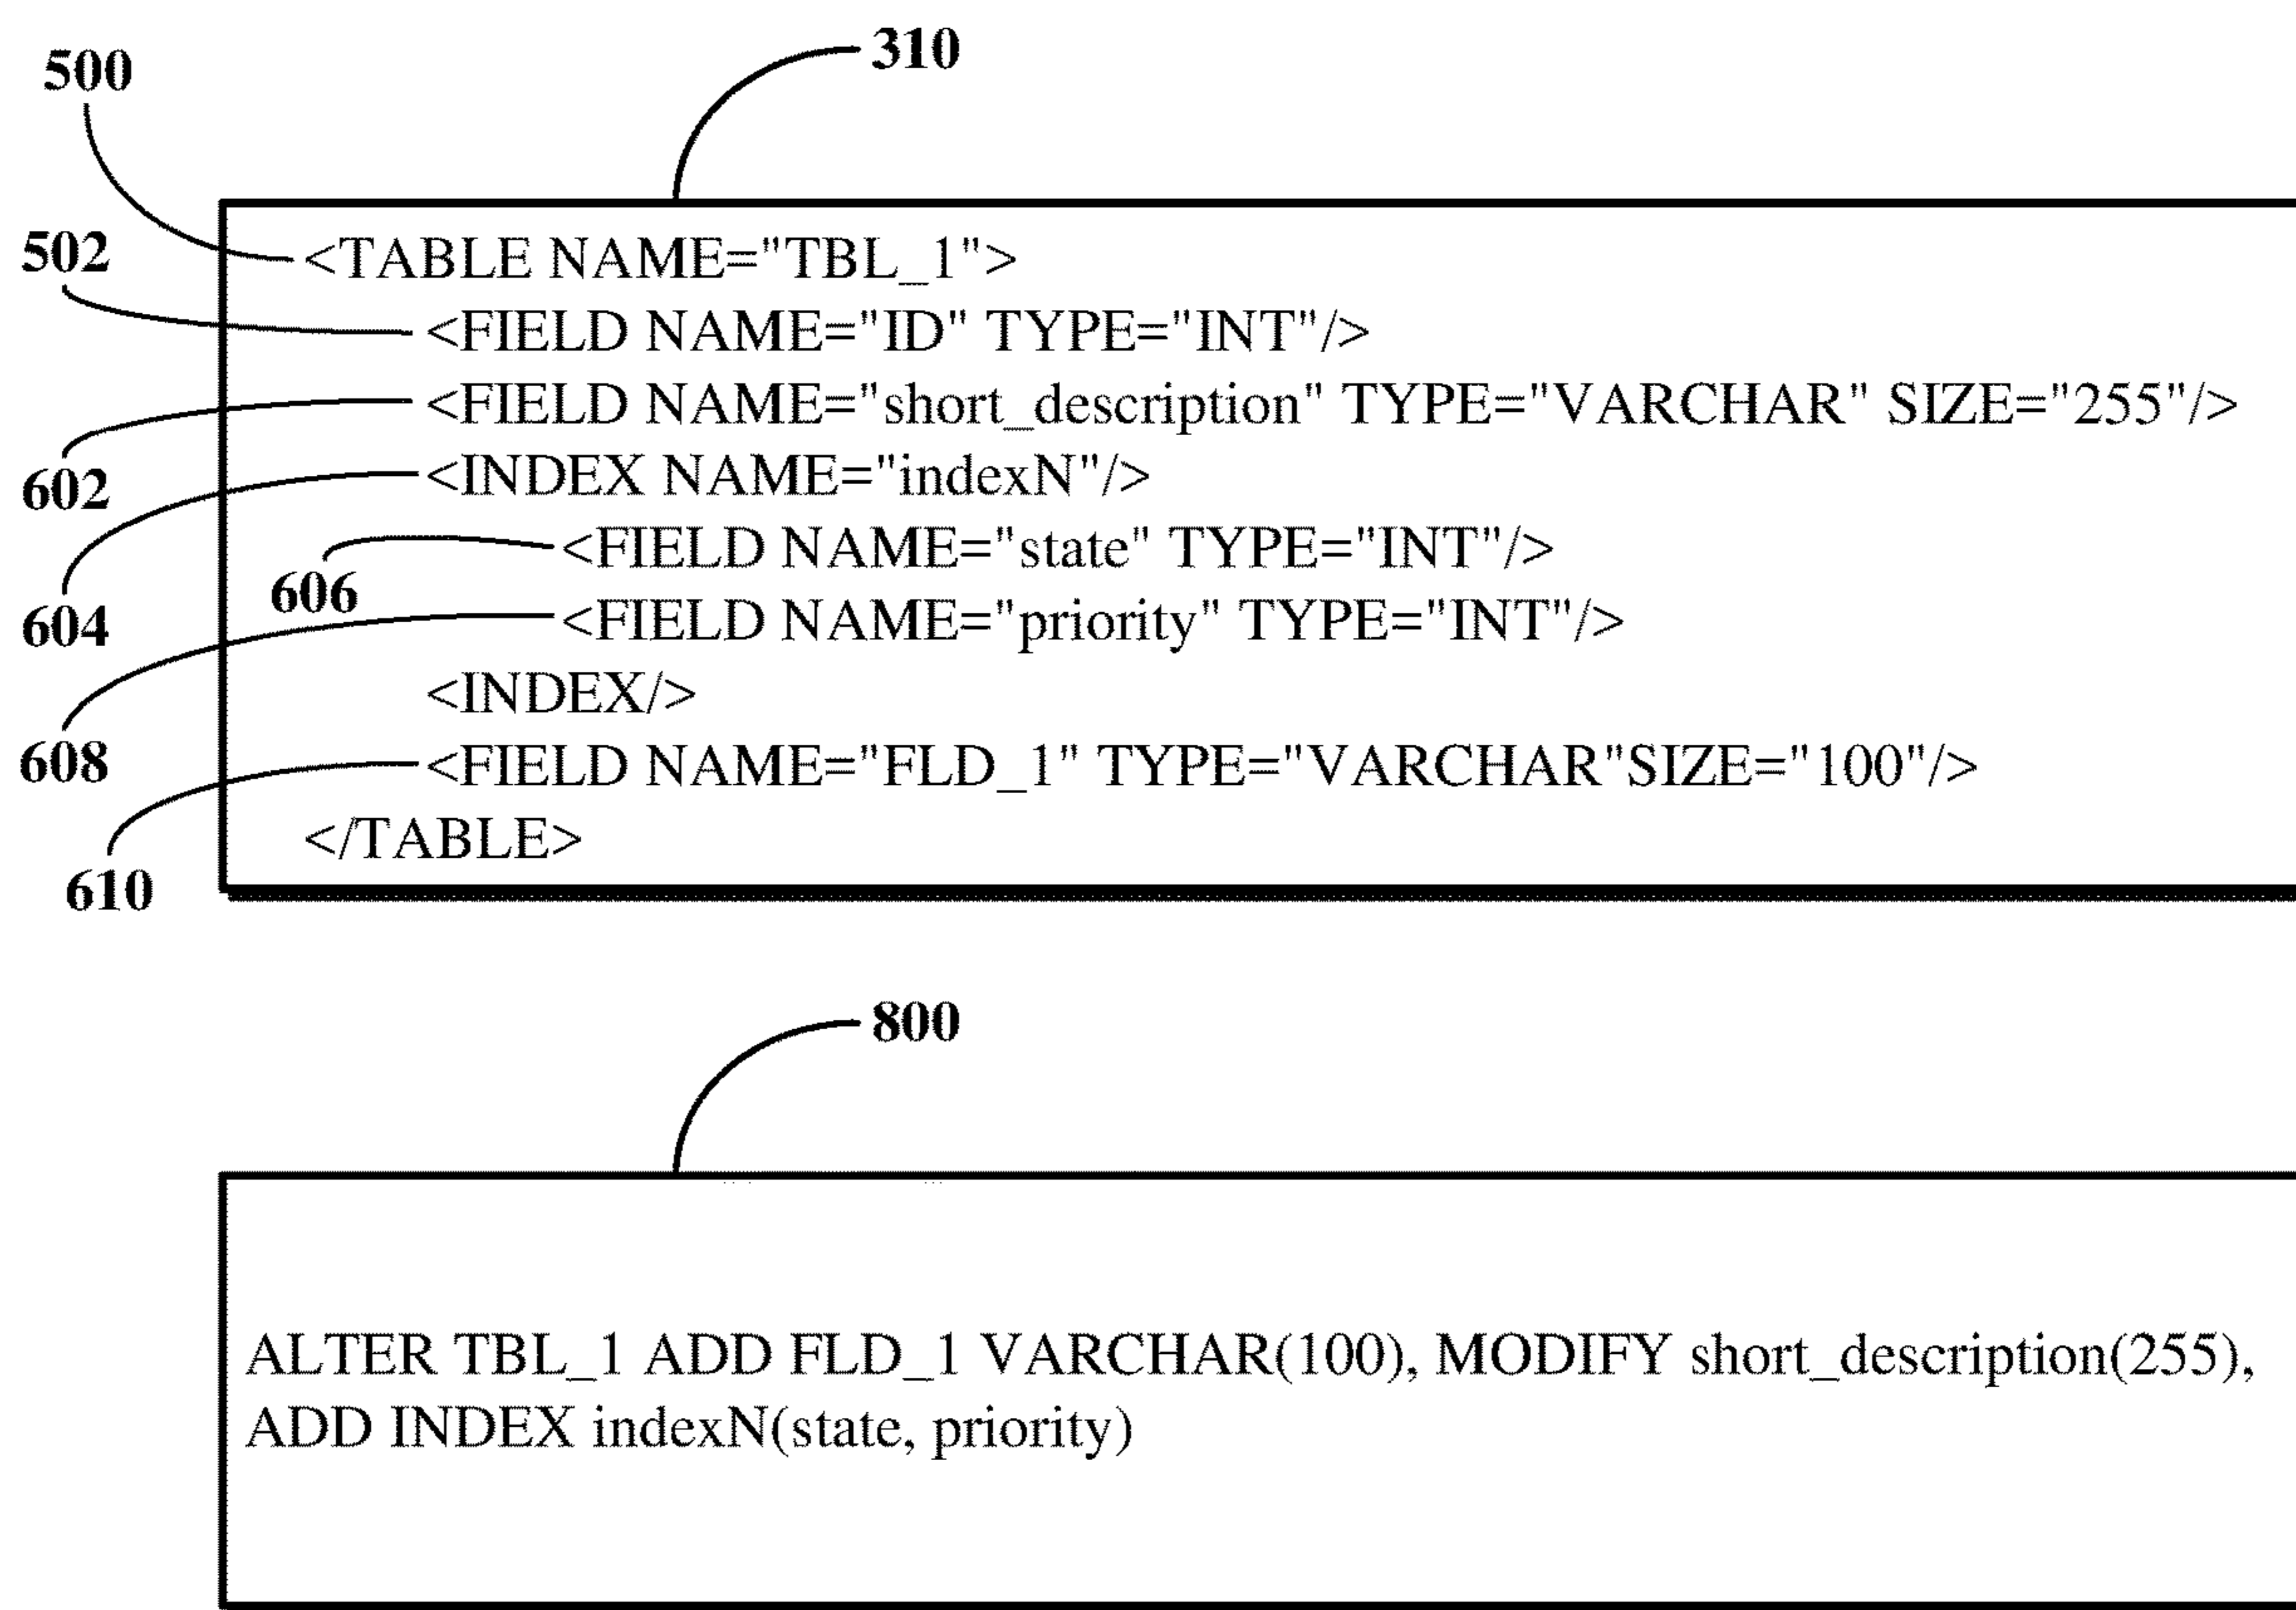 310
500
<TABLE NAME="TBL_1">
502
<FIELD NAME="ID" TYPE="INT"/>
<FIELD NAME="short_description" TYPE="VARCHAR" SIZE="255"/>
602
<INDEX NAME="indexN"/>
<FIELD NAME="state" TYPE="INT"/>
606
604
<FIELD NAME="priority" TYPE="INT"/>
<INDEX/>
608
<FIELD NAME="FLD_1" TYPE="VARCHAR"SIZE="100"/>
</TABLE>
610
800
ALTER TBL_1 ADD FLD_1 VARCHAR(100), MODIFY short_description(255),
ADD INDEX indexN(state, priority)